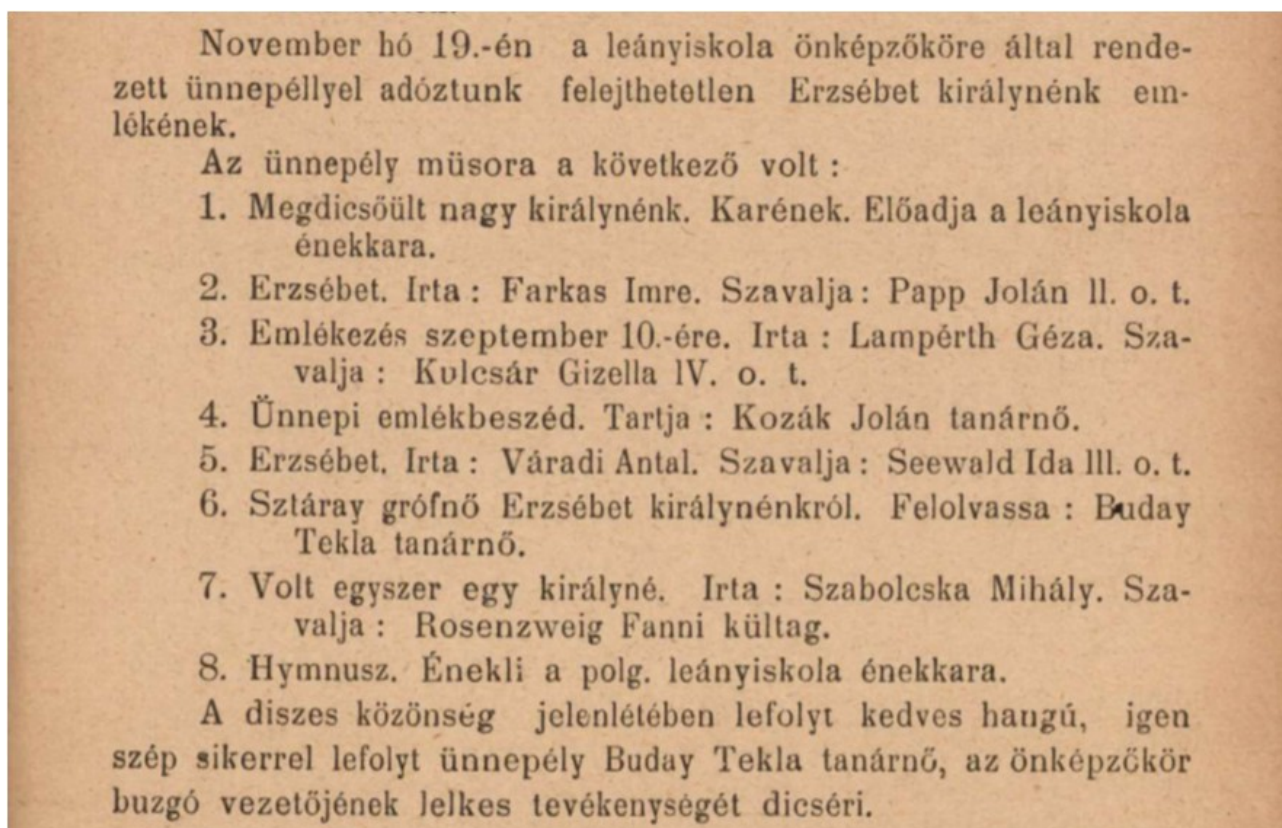 November hó 19.-én a leányiskola önképzőköre által rende-
zett ünnepéllyel adóztunk felejthetetlen Erzsébet királynénk em-
lékének.
Az ünnepély műsora a következő volt :
1. Megdicsőült nagy királynénk. Karének. Előadja a leányiskola
énekkara.
2. Erzsébet. Irta : Farkas Imre. Szavalja : Papp Jolán II. o. t.
3. Emlékezés szeptember 10.-ére. Irta : Lampérth Géza. Sza-
valja : Kulcsár Gizella IV. o. t.
4. Ünnepi emlékbeszéd. Tartja : Kozák Jolán tanárnő.
5. Erzsébet. Irta : Váradi Antal. Szavalja : Seewald Ida III. o. t.
6. Sztáray grófnő Erzsébet királynénkról. Felolvassa : Buday
Tekla tanárnő.
7. Volt egyszer egy királyné. Irta : Szabolcska Mihály. Sza-
valja : Rosenzweig Fanni kültag.
8. Hymnusz. Énekli a polg. leányiskola énekkara.
A diszes közönség jelenlétében lefolyt kedves hangú, igen
szép sikerrel lefolyt ünnepély Buday Tekla tanárnő, az önképzőkör
buzgó vezetőjének lelkes tevékenységét dicséri.